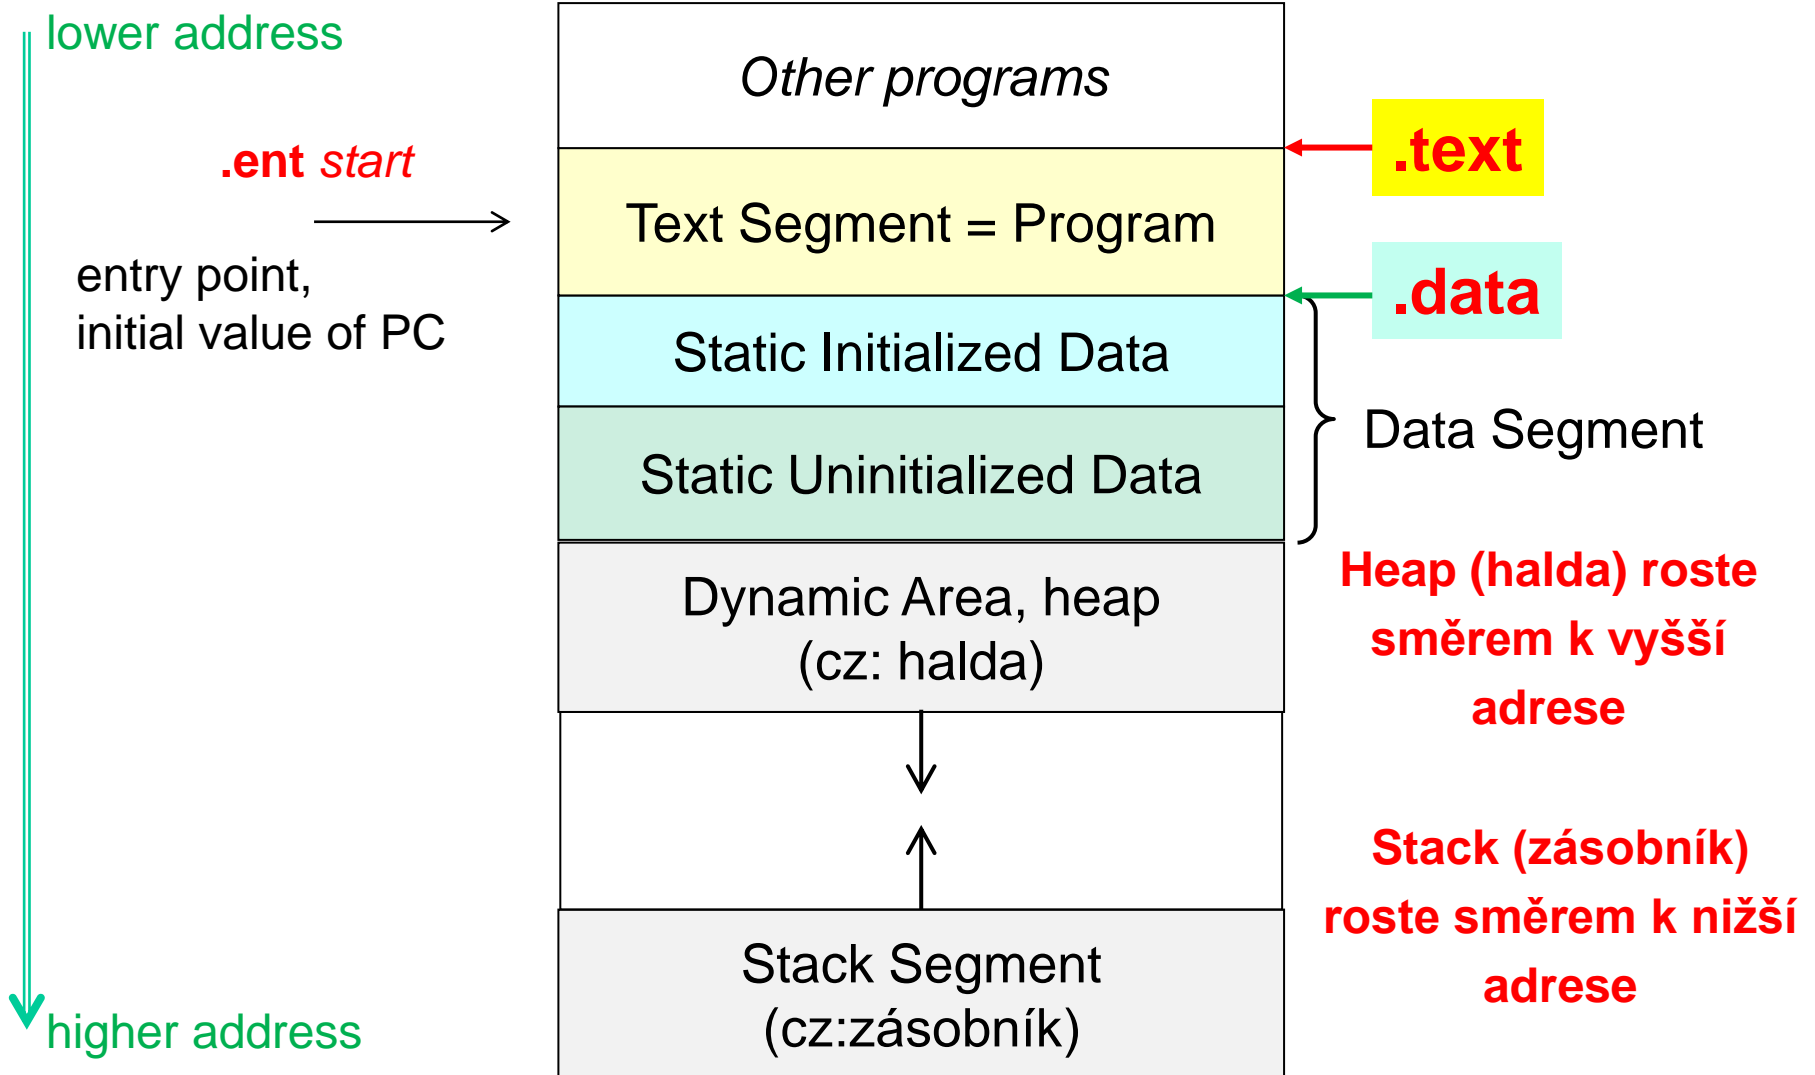 lower address
Other programs
.text
.ent start
Text Segment = Program
entry point,
initial value of PC
.data
Static Initialized Data
Data Segment
Static Uninitialized Data
Dynamic Area, heap
(cz: halda)
Heap (halda) roste
směrem k vyšší
adrese
Stack (zásobník)
roste směrem k nižší
adrese
Stack Segment
(cz:zásobník)
higher address